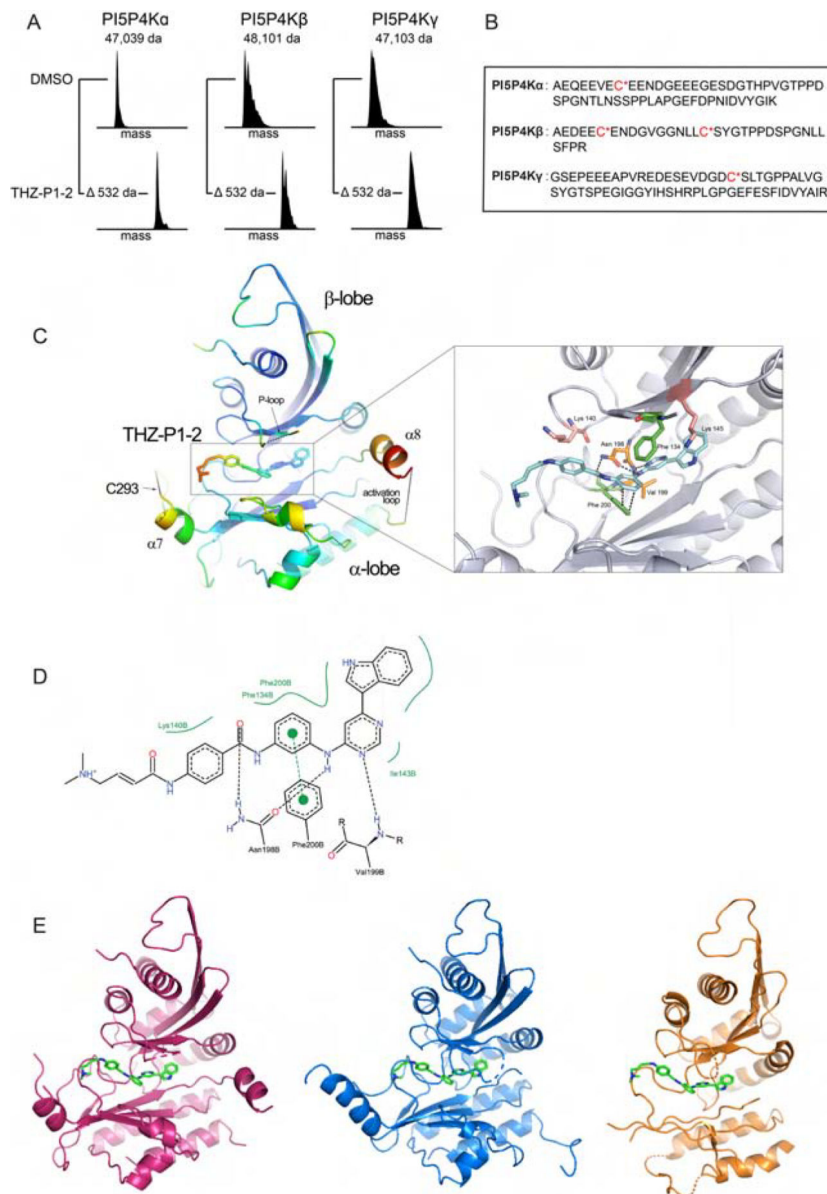 A
PI5P4Kα
47,039 da
PI5P4Kβ
48,101 da
PI5P4Kγ
47,103 da
DMSO
mass
mass
mass
THZ-P1-2
Δ 532 da
Δ 532 da
Δ 532 da
mass
mass
mass
B
PI5P4Kα: AEQEEVEC*EENDGEEEGESDGTHPVGTPPD
SPGNTLNSSPPLAPGEFDPNIDVYGIK
PI5P4Kβ: AEDEEC*ENDGVGGNLLC*SYGTPPDSPGNLL
SFPR
PI5P4Kγ: GSEPEEEAPVREDESEVDGDC*SLTGPPALVG
SYGTSPEGIGGYIHSHRPLGPGEFESFIDVYAIR
C
β-lobe
P-loop
THZ-P1-2
α8
C293
activation
loop
α7
α-lobe
Lys 140
Asn 198
Phe 134
Lys 145
Val 199
Phe 200
D
Phe200B
Phe134B
Lys140B
HN
O
O
N
H
N
H
N
H
N
N
NH+
Ile143B
H
N
H
O
Asn198B
Phe200B
R
O
H
N
R
Val199B
E